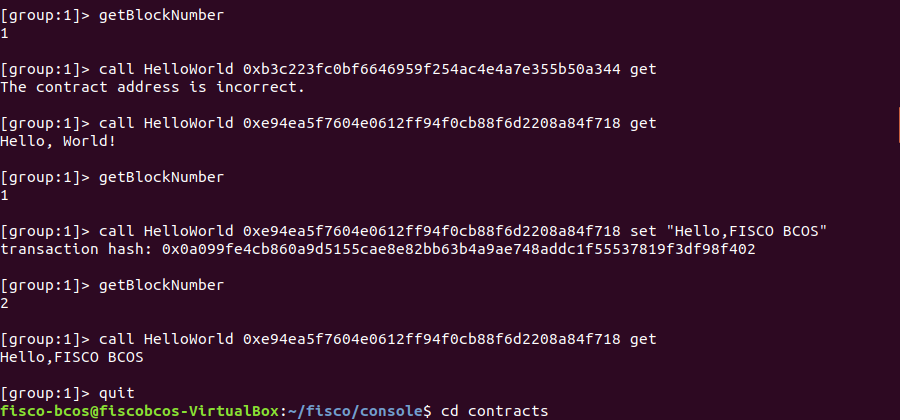 [group:1]> getBlockNumber
1
[group:1]> call HelloWorld 0xb3c223fc0bf6646959f254ac4e4a7e355b50a344 get
The contract address is incorrect.
[group:1]> call HelloWorld 0xe94ea5f7604e0612ff94f0cb88f6d2208a84f718 get
Hello, World!
[group:1]> getBlockNumber
1
[group:1]> call HelloWorld 0xe94ea5f7604e0612ff94f0cb88f6d2208a84f718 set "Hello,FISCO BCOS"
transaction hash: 0x0a099fe4cb860a9d5155cae8e82bb63b4a9ae748addc1f55537819f3df98f402
[group:1]> getBlockNumber
2
[group:1]> call HelloWorld 0xe94ea5f7604e0612ff94f0cb88f6d2208a84f718 get
Hello,FISCO BCOS
[group:1]> quit
fisco-bcos@fiscobcos-VirtualBox:~/fisco/console$ cd contracts